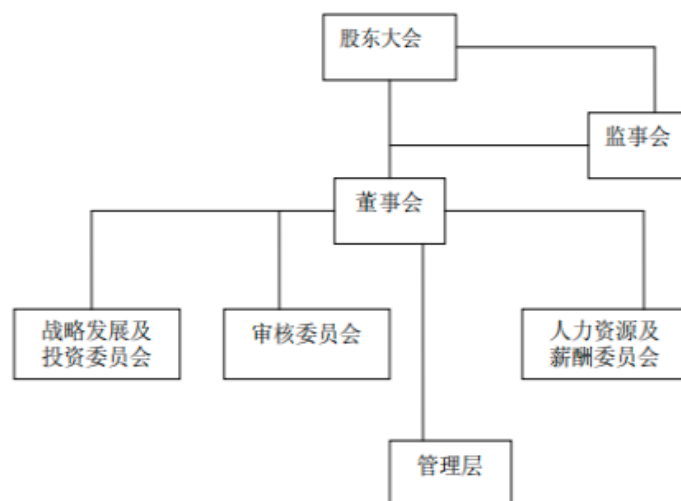 股东大会
监事会
董事会
战略发展及
投资委员会
审核委员会
人力资源及
薪酬委员会
管理层